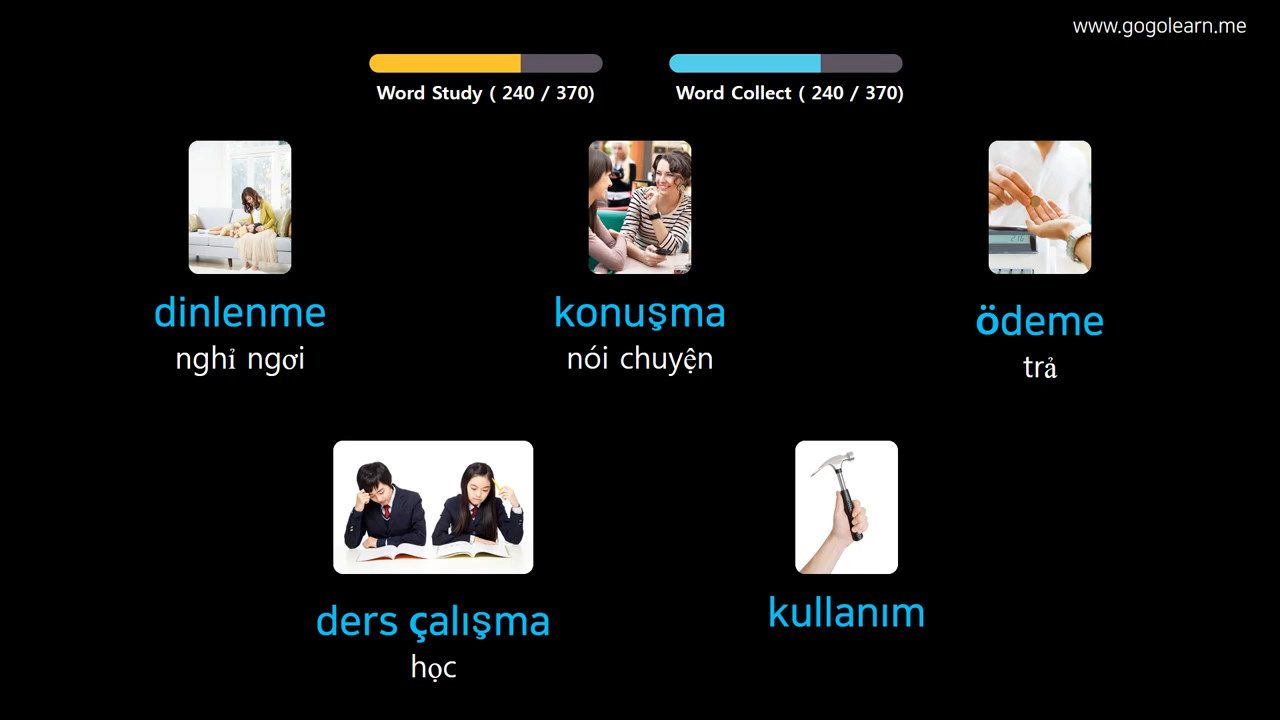 www.gogolearn.me
Word Study ( 240 / 370)
Word Collect ( 240 / 370)
dinlenme
nghỉ ngơi
konuşma
nói chuyện
ödeme
trả
ders çalışma
học
kullanım